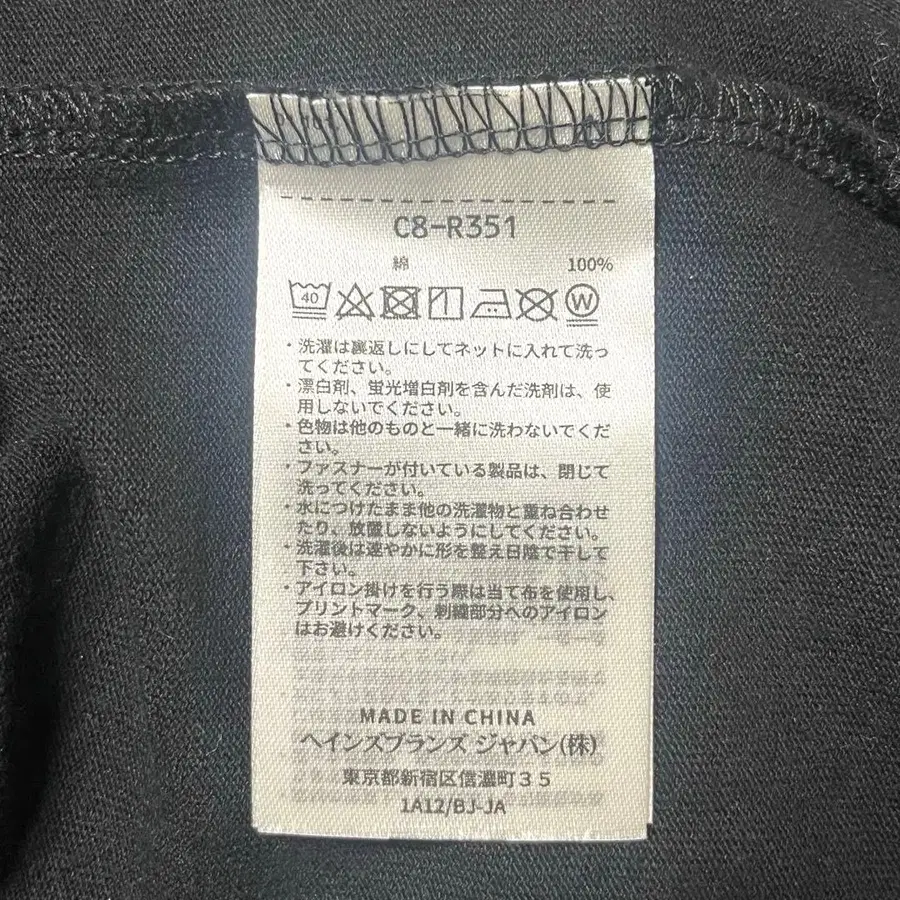 C8-R351
綿 100%
40 W
・洗濯は裏返しにしてネットに入れて洗っ
てください。
・漂白剤、蛍光増白剤を含んだ洗剤は、使
用しないでください。
・色物は他のものと一緒に洗わないでくだ
さい。
・ファスナーが付いている製品は、閉じて
洗ってください。
・水につけたまま他の洗濯物と重ね合わせ
たり、放置しないようにしてください。
・洗濯後は速やかに形を整え日陰で干して
下さい。
・アイロン掛けを行う際は当て布を使用し、
プリントマーク、刺繍部分へのアイロン
はお避けください。
MADE IN CHINA
ヘインズブランズ ジャパン(株)
東京都新宿区信濃町35
1A12/BJ-JA